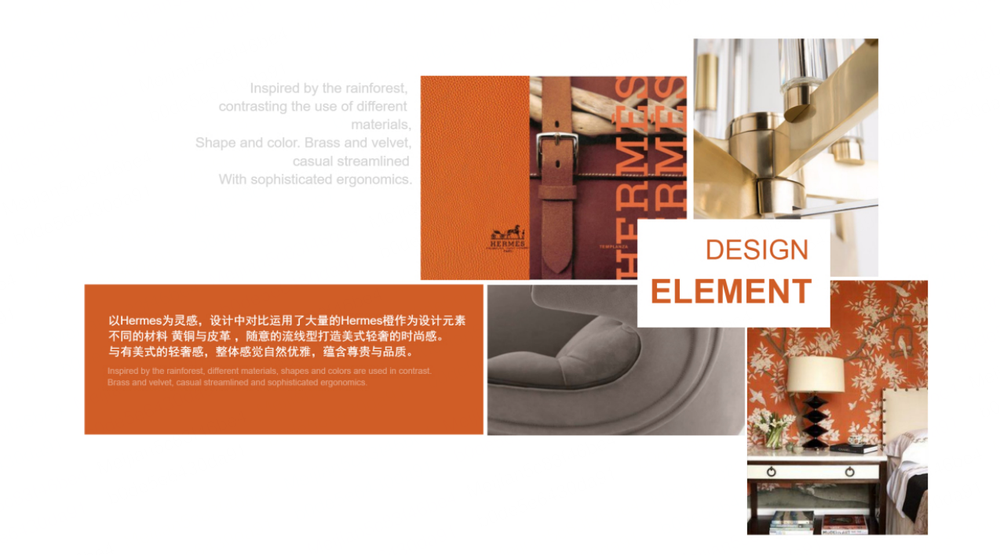 Inspired by the rainforest,
contrasting the use of different
materials,
Shape and color. Brass and velvet,
casual streamlined
With sophisticated ergonomics.
HERMÈS
HERMÈS
HERMÈS
PARIS
TEMPLANZA
DESIGN
ELEMENT
以Hermes为灵感，设计中对比运用了大量的Hermes橙作为设计元素
不同的材料 黄铜与皮革 ，随意的流线型打造美式轻奢的时尚感。
与有美式的轻奢感，整体感觉自然优雅，蕴含尊贵与品质。
Inspired by the rainforest, different materials, shapes and colors are used in contrast.
Brass and velvet, casual streamlined and sophisticated ergonomics.